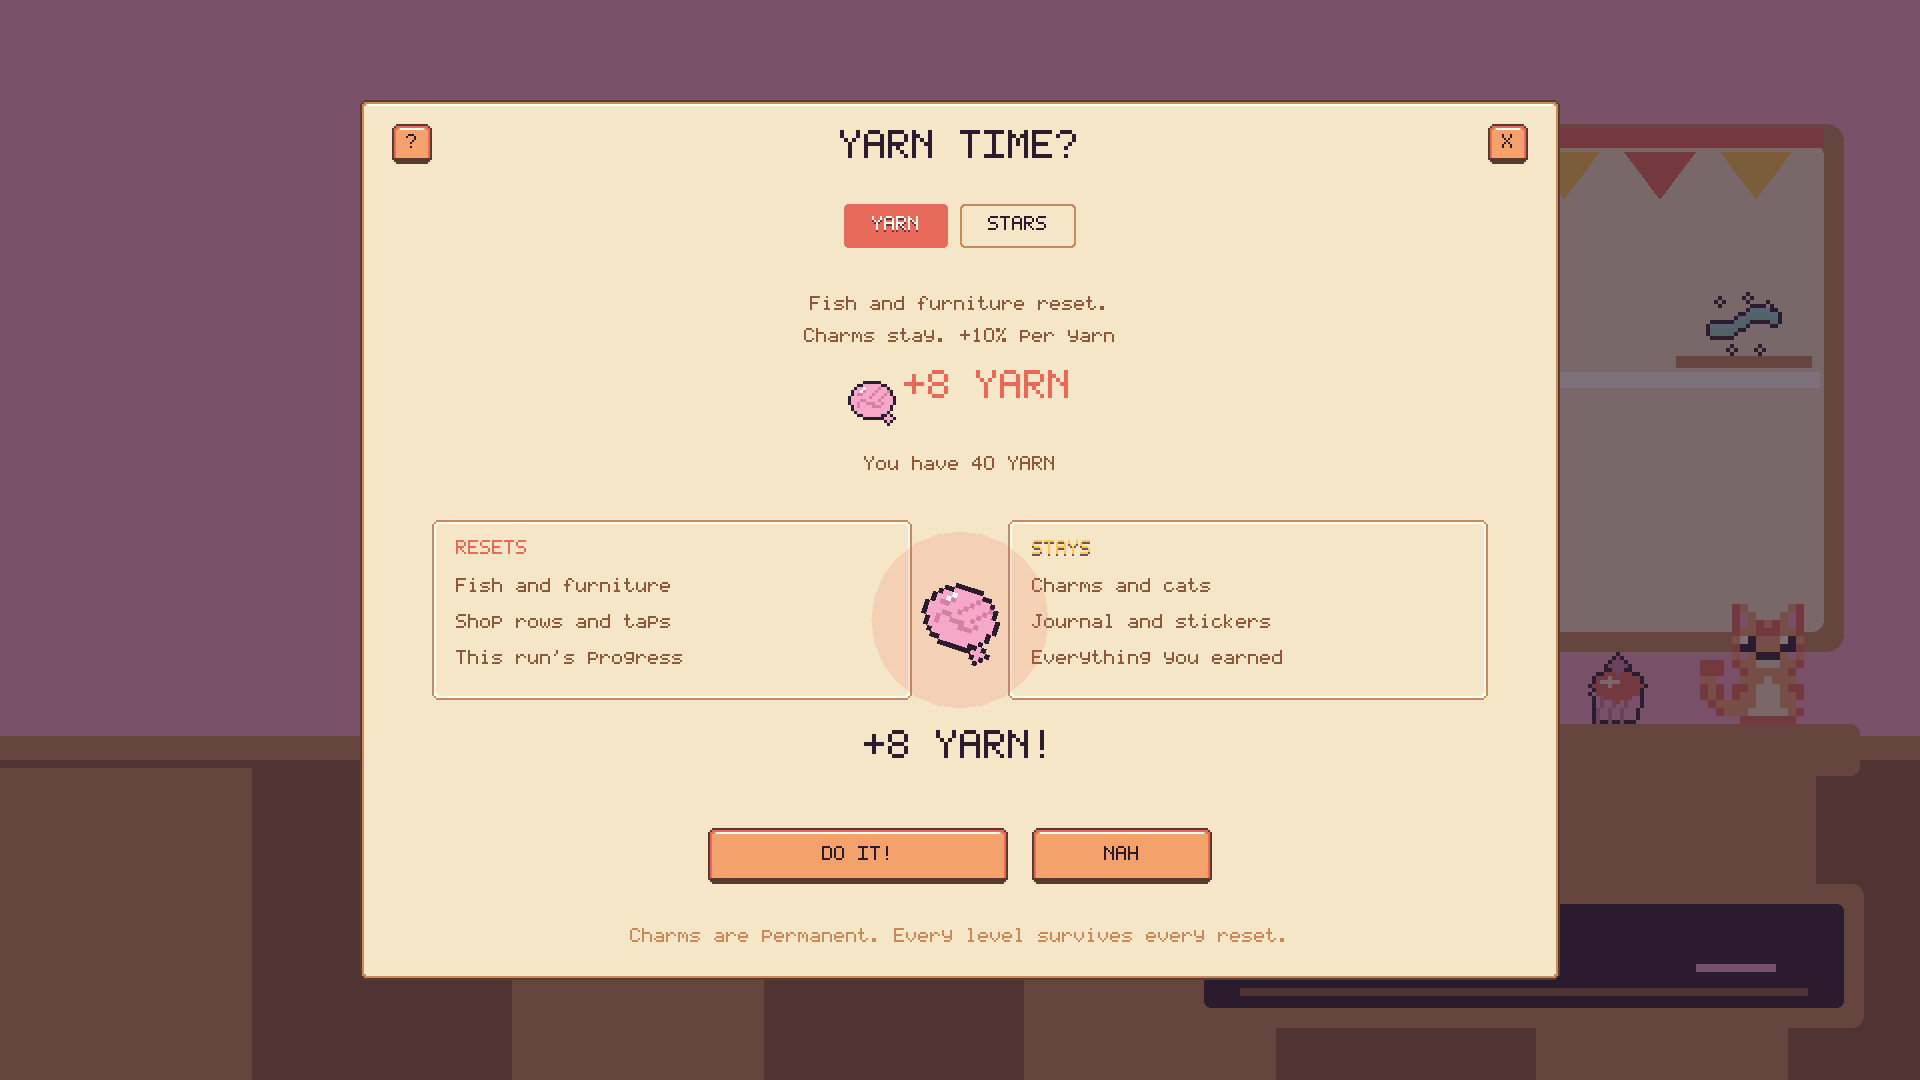 ?
YARN TIME?
X
YARN
STARS
Fish and furniture reset.
Charms stay. +10% per yarn
+8 YARN
You have 40 YARN
RESETS
Fish and furniture
Shop rows and taps
This run's progress
STAYS
Charms and cats
Journal and stickers
Everything you earned
+8 YARN!
DO IT!
NAH
Charms are permanent. Every level survives every reset.